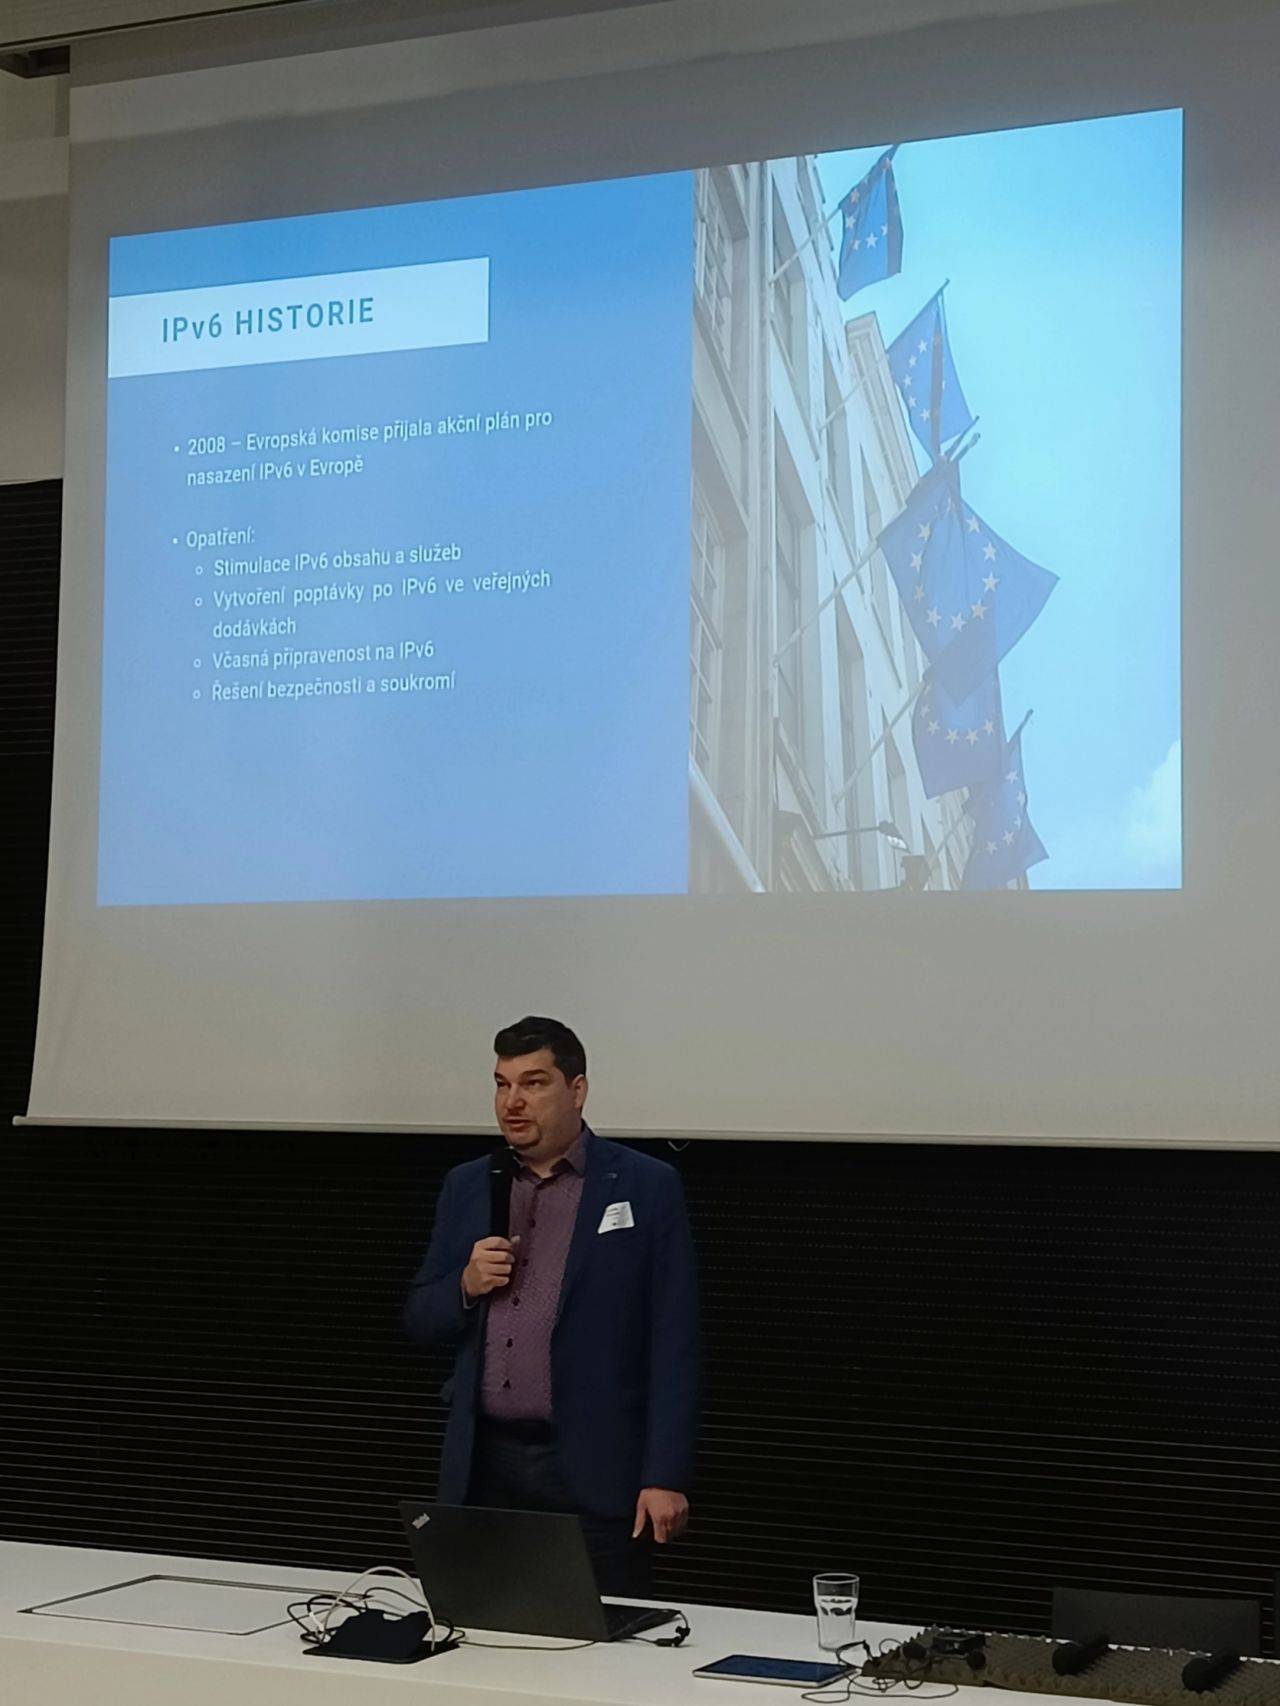 IPv6 HISTORIE
• 2008 – Evropská komise přijala akční plán pro
nasazení IPv6 v Evropě
• Opatření:
○ Stimulace IPv6 obsahu a služeb
○ Vytvoření poptávky po IPv6 ve veřejných
dodávkách
○ Včasná připravenost na IPv6
○ Řešení bezpečnosti a soukromí
ThinkPad